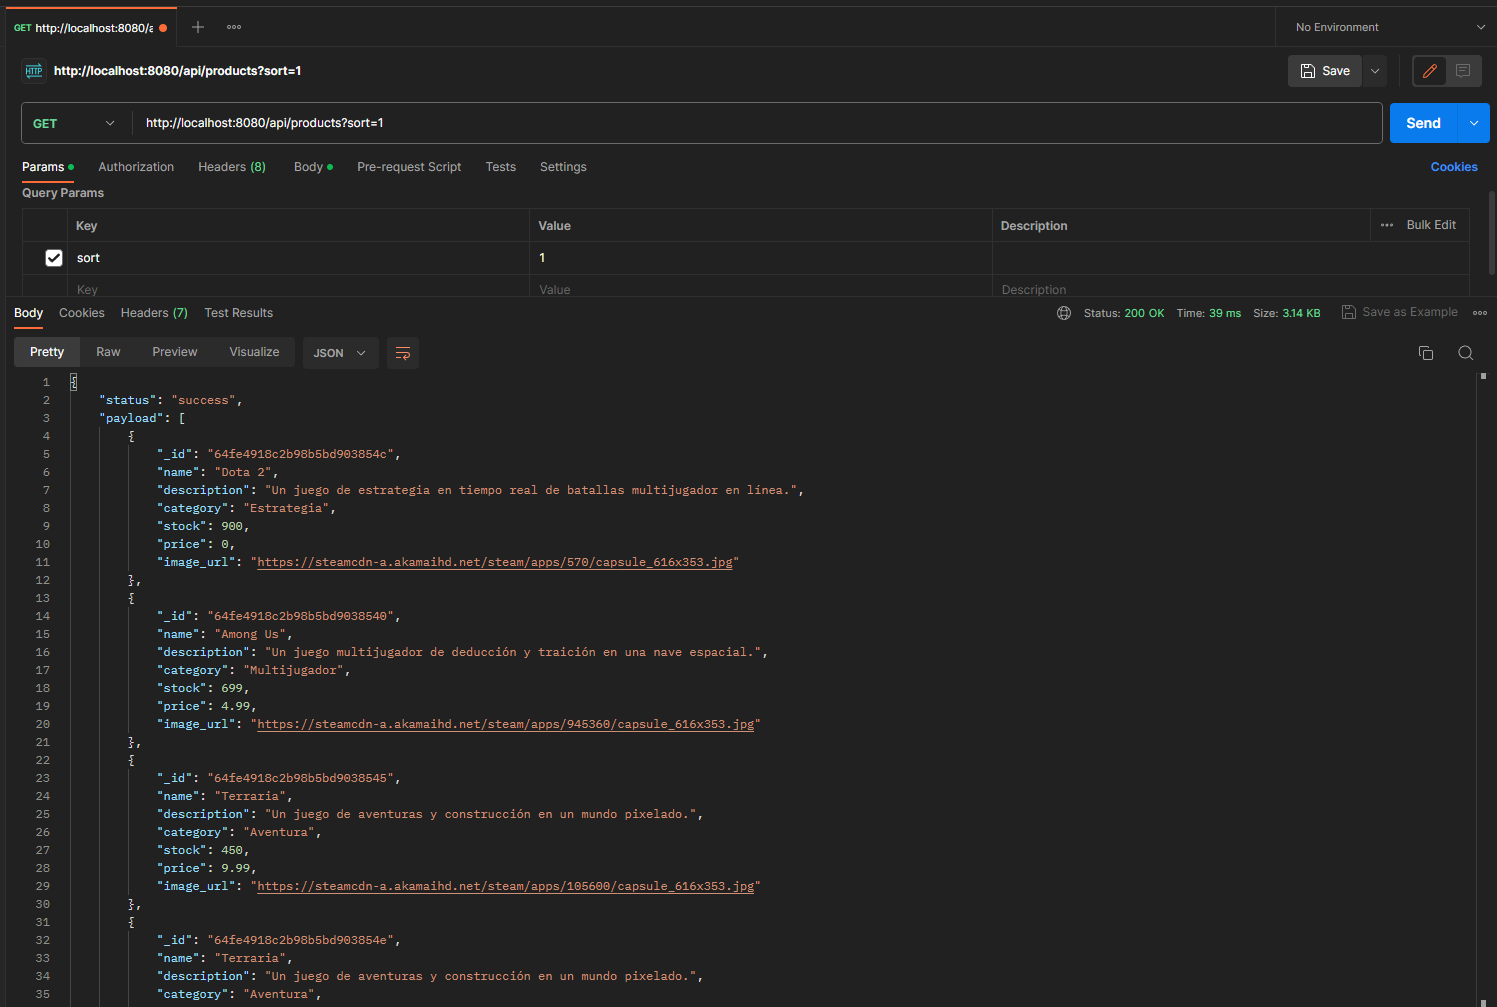 GET http://localhost:8080/a
No Environment
HTTP http://localhost:8080/api/products?sort=1
Save
GET http://localhost:8080/api/products?sort=1
Send
Params Authorization Headers (8) Body Pre-request Script Tests Settings Cookies
Query Params
Key Value Description Bulk Edit
sort 1
Key Value Description
Body Cookies Headers (7) Test Results Status: 200 OK Time: 39 ms Size: 3.14 KB Save as Example
Pretty Raw Preview Visualize JSON
1 {
2 "status": "success",
3 "payload": [
4 {
5 "_id": "64fe4918c2b98b5bd903854c",
6 "name": "Dota 2",
7 "description": "Un juego de estrategia en tiempo real de batallas multijugador en línea.",
8 "category": "Estrategia",
9 "stock": 900,
10 "price": 0,
11 "image_url": "https://steamcdn-a.akamaihd.net/steam/apps/570/capsule_616x353.jpg"
12 },
13 {
14 "_id": "64fe4918c2b98b5bd9038540",
15 "name": "Among Us",
16 "description": "Un juego multijugador de deducción y traición en una nave espacial.",
17 "category": "Multijugador",
18 "stock": 699,
19 "price": 4.99,
20 "image_url": "https://steamcdn-a.akamaihd.net/steam/apps/945360/capsule_616x353.jpg"
21 },
22 {
23 "_id": "64fe4918c2b98b5bd9038545",
24 "name": "Terraria",
25 "description": "Un juego de aventuras y construcción en un mundo pixelado.",
26 "category": "Aventura",
27 "stock": 450,
28 "price": 9.99,
29 "image_url": "https://steamcdn-a.akamaihd.net/steam/apps/105600/capsule_616x353.jpg"
30 },
31 {
32 "_id": "64fe4918c2b98b5bd903854e",
33 "name": "Terraria",
34 "description": "Un juego de aventuras y construcción en un mundo pixelado.",
35 "category": "Aventura",